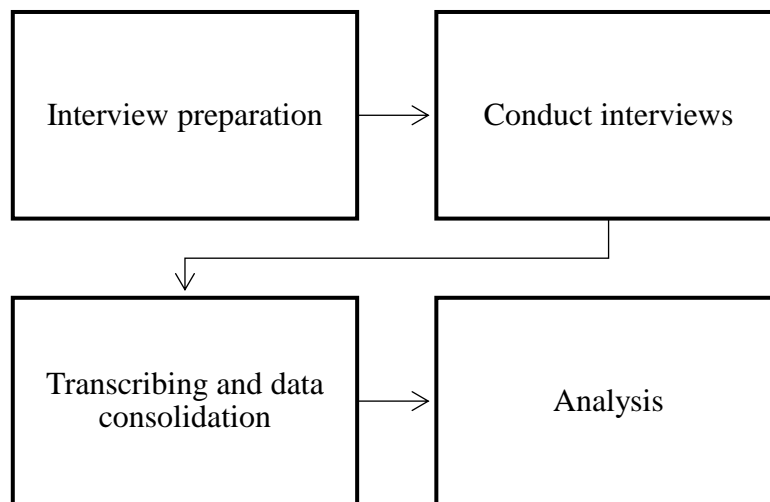 Interview preparation
Conduct interviews
Transcribing and data
consolidation
Analysis